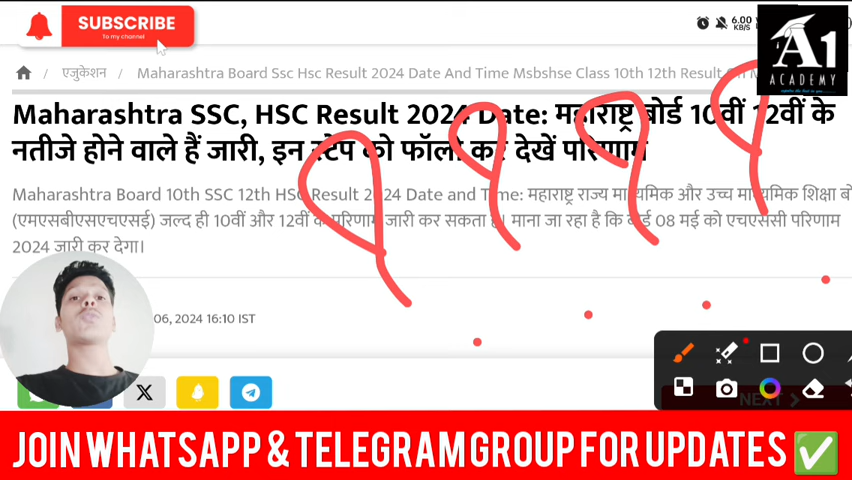 SUBSCRIBE
To my channel
6.00
KB/S
A1
ACADEMY
एजुकेशन / Maharashtra Board Ssc Hsc Result 2024 Date And Time Msbshse Class 10th 12th Result
Maharashtra SSC, HSC Result 2024 Date: महाराष्ट्र बोर्ड 10वीं 12वीं के
नतीजे होने वाले हैं जारी, इन स्टेप को फॉलो कर देखें परिणाम
Maharashtra Board 10th SSC 12th HSC Result 2024 Date and Time: महाराष्ट्र राज्य माध्यमिक और उच्च माध्यमिक शिक्षा बो
(एमएसबीएसएचएसई) जल्द ही 10वीं और 12वीं के परिणाम जारी कर सकता है। माना जा रहा है कि बोर्ड 08 मई को एचएससी परिणाम
2024 जारी कर देगा।
06, 2024 16:10 IST
NEXT
JOIN WHATSAPP & TELEGRAM GROUP FOR UPDATES